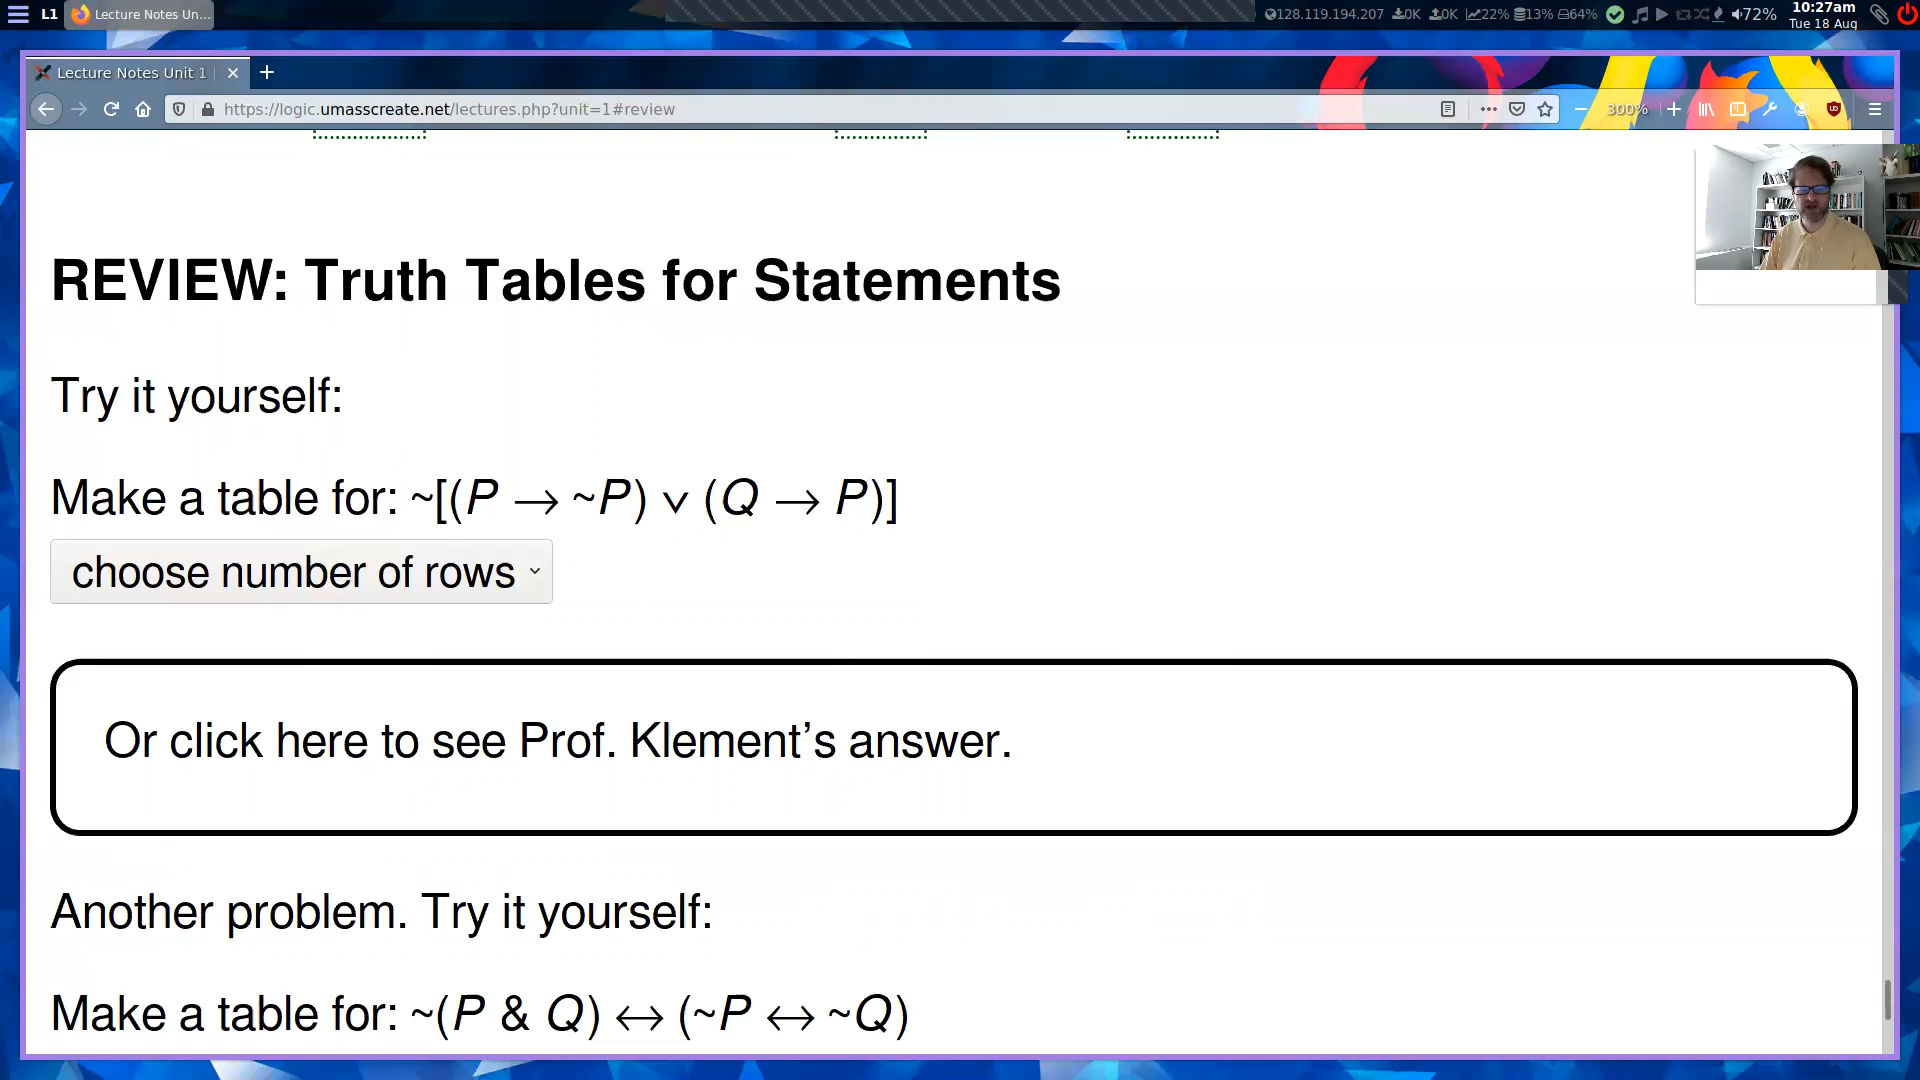 L1 Lecture Notes Un... 128.119.194.207 0K 0K 22% 13% 64% 72% 10:27am
Tue 18 Aug
Lecture Notes Unit 1
https://logic.umasscreate.net/lectures.php?unit=1#review 300%
REVIEW: Truth Tables for Statements
Try it yourself:
Make a table for: ~[(P → ~P) ∨ (Q → P)]
choose number of rows
Or click here to see Prof. Klement’s answer.
Another problem. Try it yourself:
Make a table for: ~(P & Q) ↔ (~P ↔ ~Q)